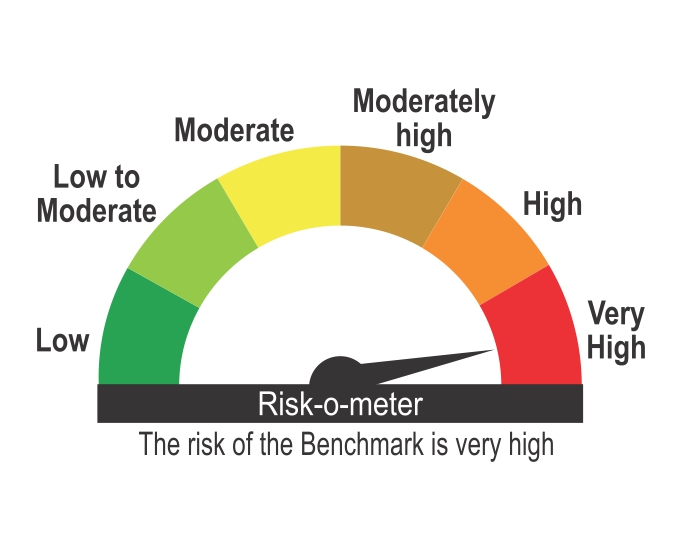 Moderately
high
Moderate
Low to
Moderate
High
Low
Very
High
Risk-o-meter
The risk of the Benchmark is very high